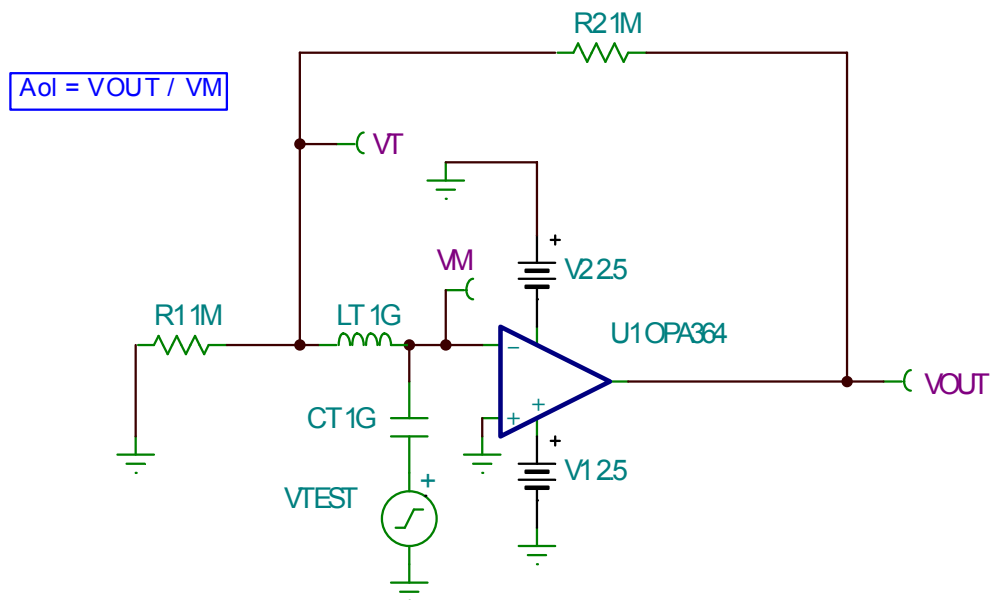 R2 1M
Aol = VOUT / VM
VT
VM
V2 2.5
R1 1M
LT 1G
U1 OPA364
VOUT
CT 1G
V1 2.5
VTEST